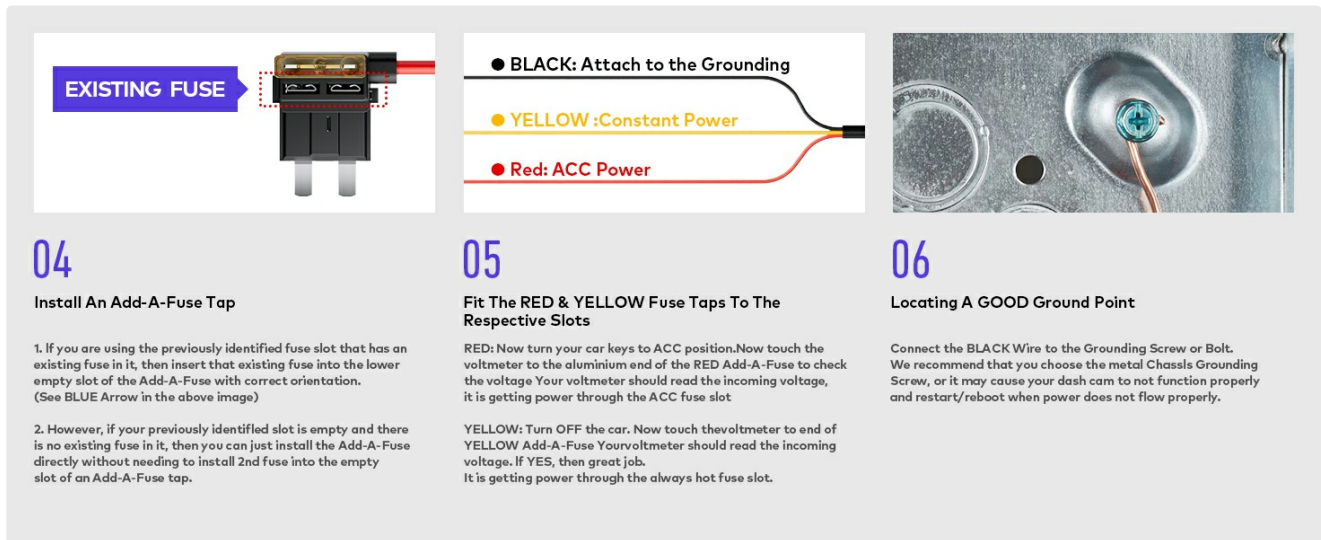 EXISTING FUSE
BLACK: Attach to the Grounding
YELLOW :Constant Power
Red: ACC Power
04
Install An Add-A-Fuse Tap
1. If you are using the previously identified fuse slot that has an
existing fuse in it, then insert that existing fuse into the lower
empty slot of the Add-A-Fuse with correct orientation.
(See BLUE Arrow in the above image)
2. However, if your previously identified slot is empty and there
is no existing fuse in it, then you can just install the Add-A-Fuse
directly without needing to install 2nd fuse into the empty
slot of an Add-A-Fuse tap.
05
Fit The RED & YELLOW Fuse Taps To The
Respective Slots
RED: Now turn your car keys to ACC position.Now touch the
voltmeter to the aluminium end of the RED Add-A-Fuse to check
the voltage Your voltmeter should read the incoming voltage,
it is getting power through the ACC fuse slot
YELLOW: Turn OFF the car. Now touch thevoltmeter to end of
YELLOW Add-A-Fuse Yourvoltmeter should read the incoming
voltage. lf YES, then great job.
It is getting power through the always hot fuse slot.
06
Locating A GOOD Ground Point
Connect the BLACK Wire to the Grounding Screw or Bolt.
We recommend that you choose the metal Chassls Grounding
Screw, or it may cause your dash cam to not function properly
and restart/reboot when power does not flow properly.